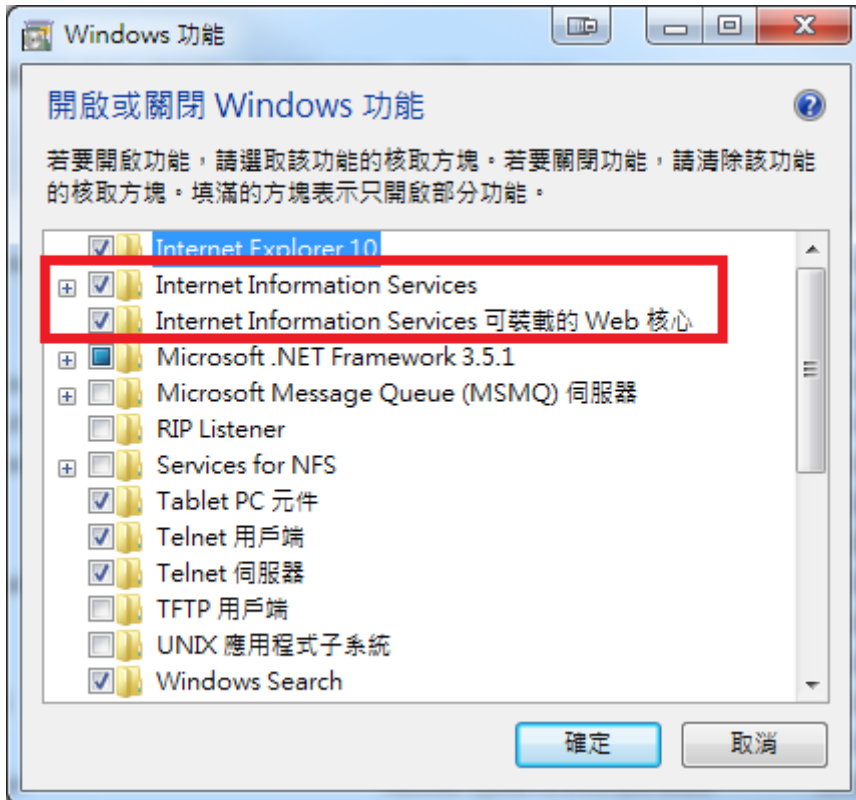 Windows 功能
開啟或關閉 Windows 功能
若要開啟功能，請選取該功能的核取方塊。若要關閉功能，請清除該功能
的核取方塊。填滿的方塊表示只開啟部分功能。
Internet Explorer 10
Internet Information Services
Internet Information Services 可裝載的 Web 核心
Microsoft .NET Framework 3.5.1
Microsoft Message Queue (MSMQ) 伺服器
RIP Listener
Services for NFS
Tablet PC 元件
Telnet 用戶端
Telnet 伺服器
TFTP 用戶端
UNIX 應用程式子系統
Windows Search
確定
取消